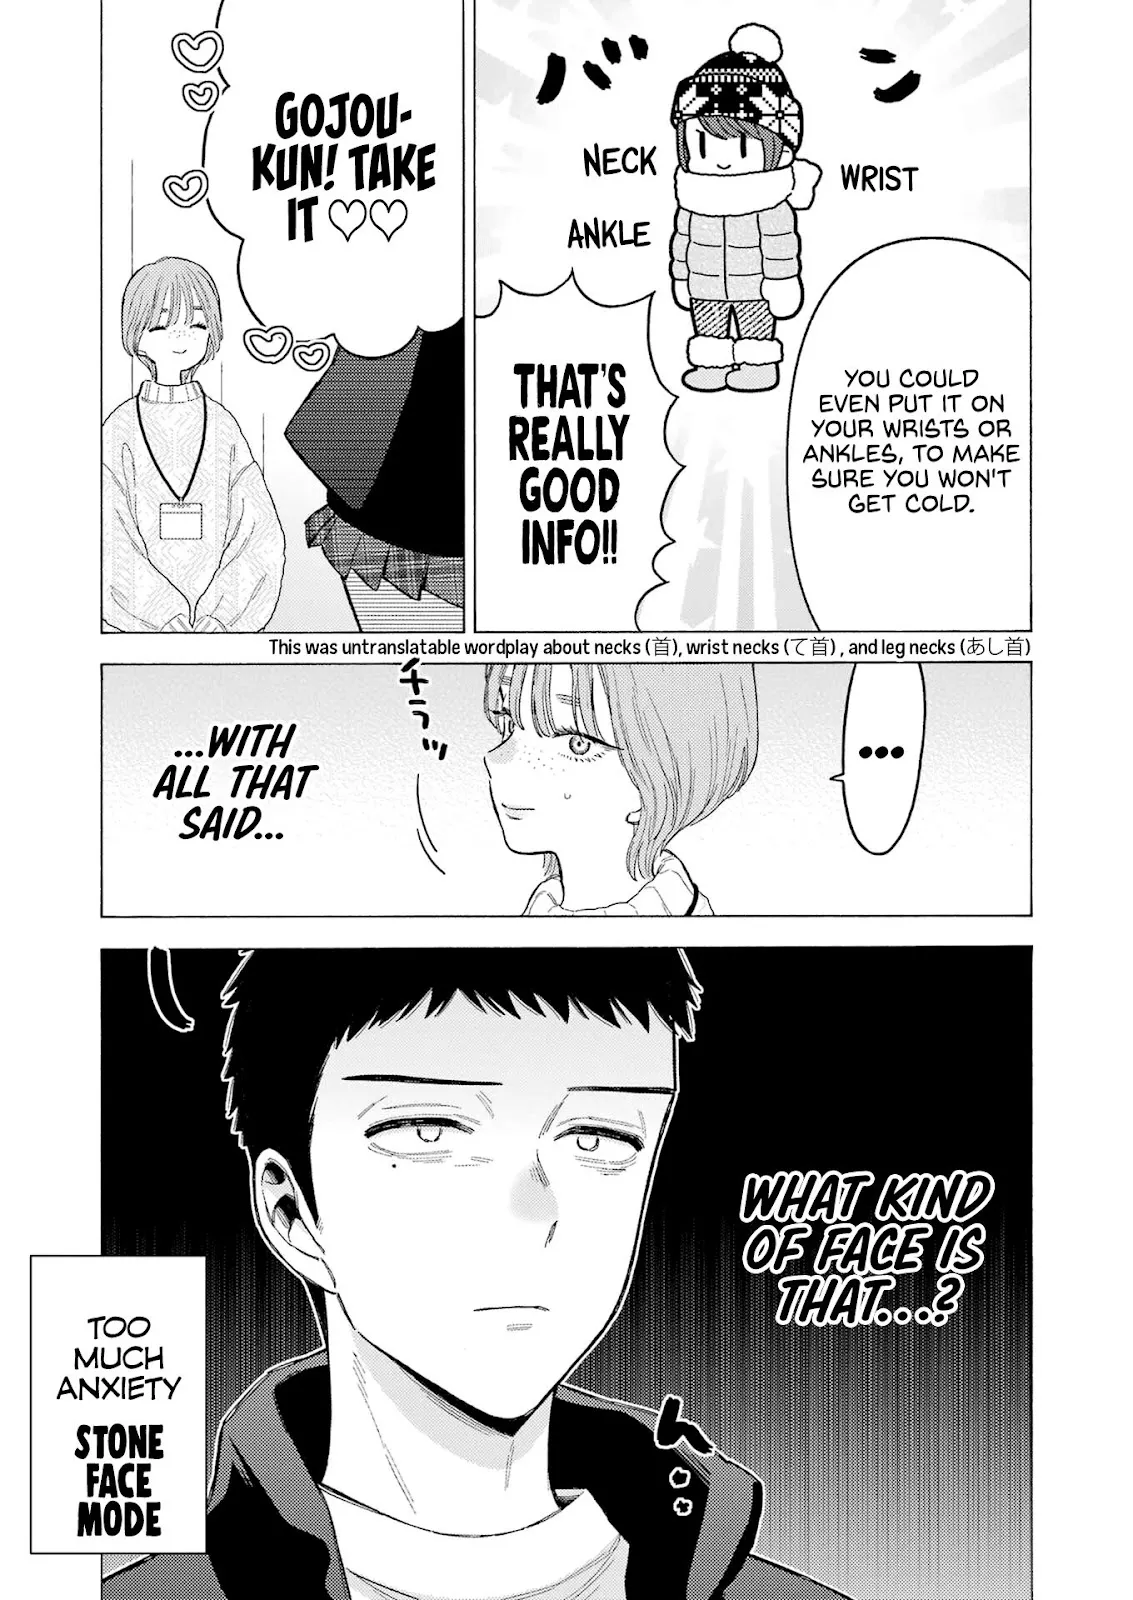 バーン
NECK
ANKLE
WRIST
YOU COULD
EVEN PUT IT ON
YOUR WRISTS OR
ANKLES, TO MAKE
SURE YOU WON'T
GET COLD.
THAT'S
REALLY
GOOD
INFO!!
GOJOU-
KUN! TAKE
IT ♡♡
This was untranslatable wordplay about necks (首), wrist necks (て首) , and leg necks (あし首)
...
チラッ
...WITH
ALL THAT
SAID...
WHAT KIND
OF FACE IS
THAT...?
TOO
MUCH
ANXIETY
STONE
FACE
MODE